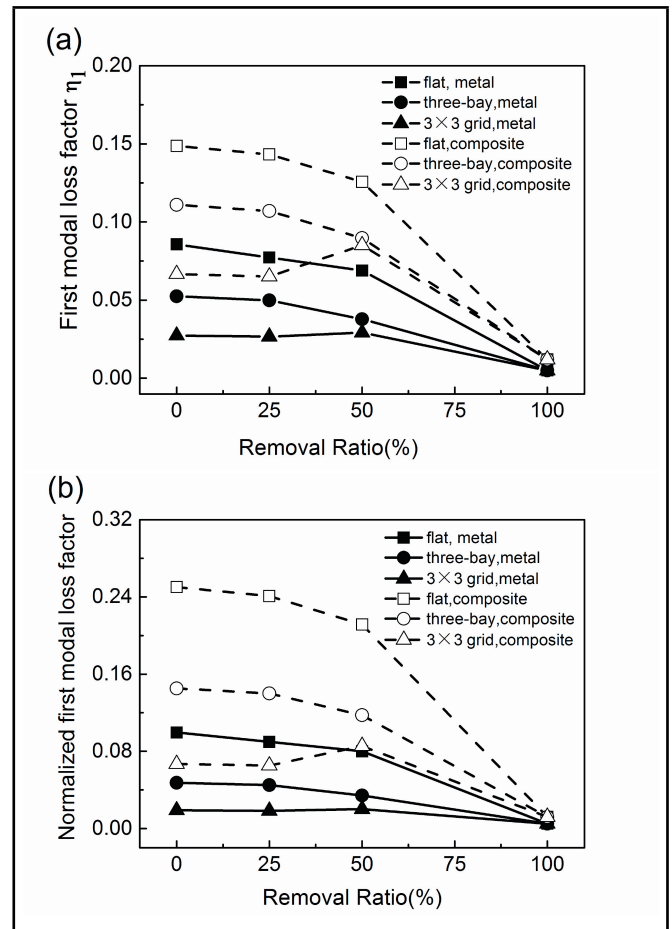 (a)
First modal loss factor η1
0.20
0.15
0.10
0.05
0.00
flat, metal
three-bay,metal
3×3 grid,metal
flat,composite
three-bay,composite
3×3 grid,composite
0 25 50 75 100
Removal Ratio(%)
(b)
Normalized first modal loss factor
0.32
0.24
0.16
0.08
0.00
flat, metal
three-bay,metal
3×3 grid,metal
flat,composite
three-bay,composite
3×3 grid,composite
0 25 50 75 100
Removal Ratio(%)